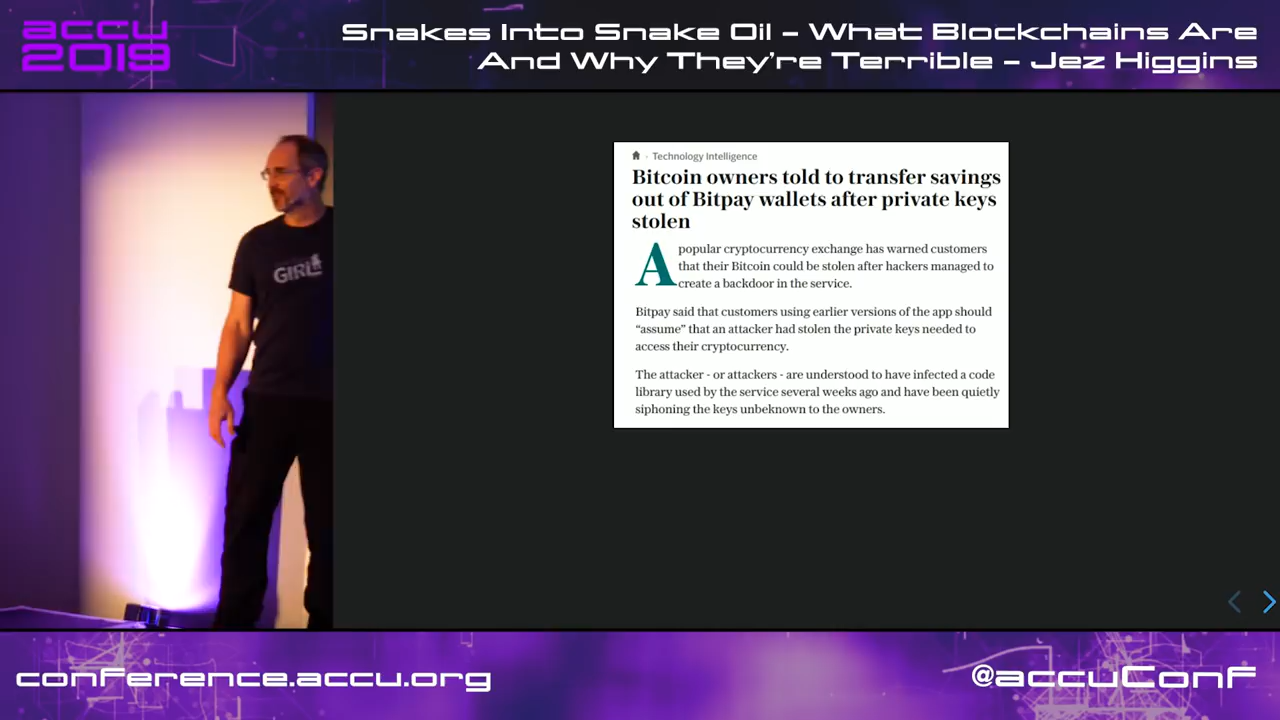 accu
2019
Snakes Into Snake Oil – What Blockchains Are
And Why They're Terrible – Jez Higgins
GIRL
Technology Intelligence
Bitcoin owners told to transfer savings
out of Bitpay wallets after private keys
stolen
A popular cryptocurrency exchange has warned customers
that their Bitcoin could be stolen after hackers managed to
create a backdoor in the service.
Bitpay said that customers using earlier versions of the app should
“assume” that an attacker had stolen the private keys needed to
access their cryptocurrency.
The attacker - or attackers - are understood to have infected a code
library used by the service several weeks ago and have been quietly
siphoning the keys unbeknown to the owners.
conference.accu.org
@accuConf